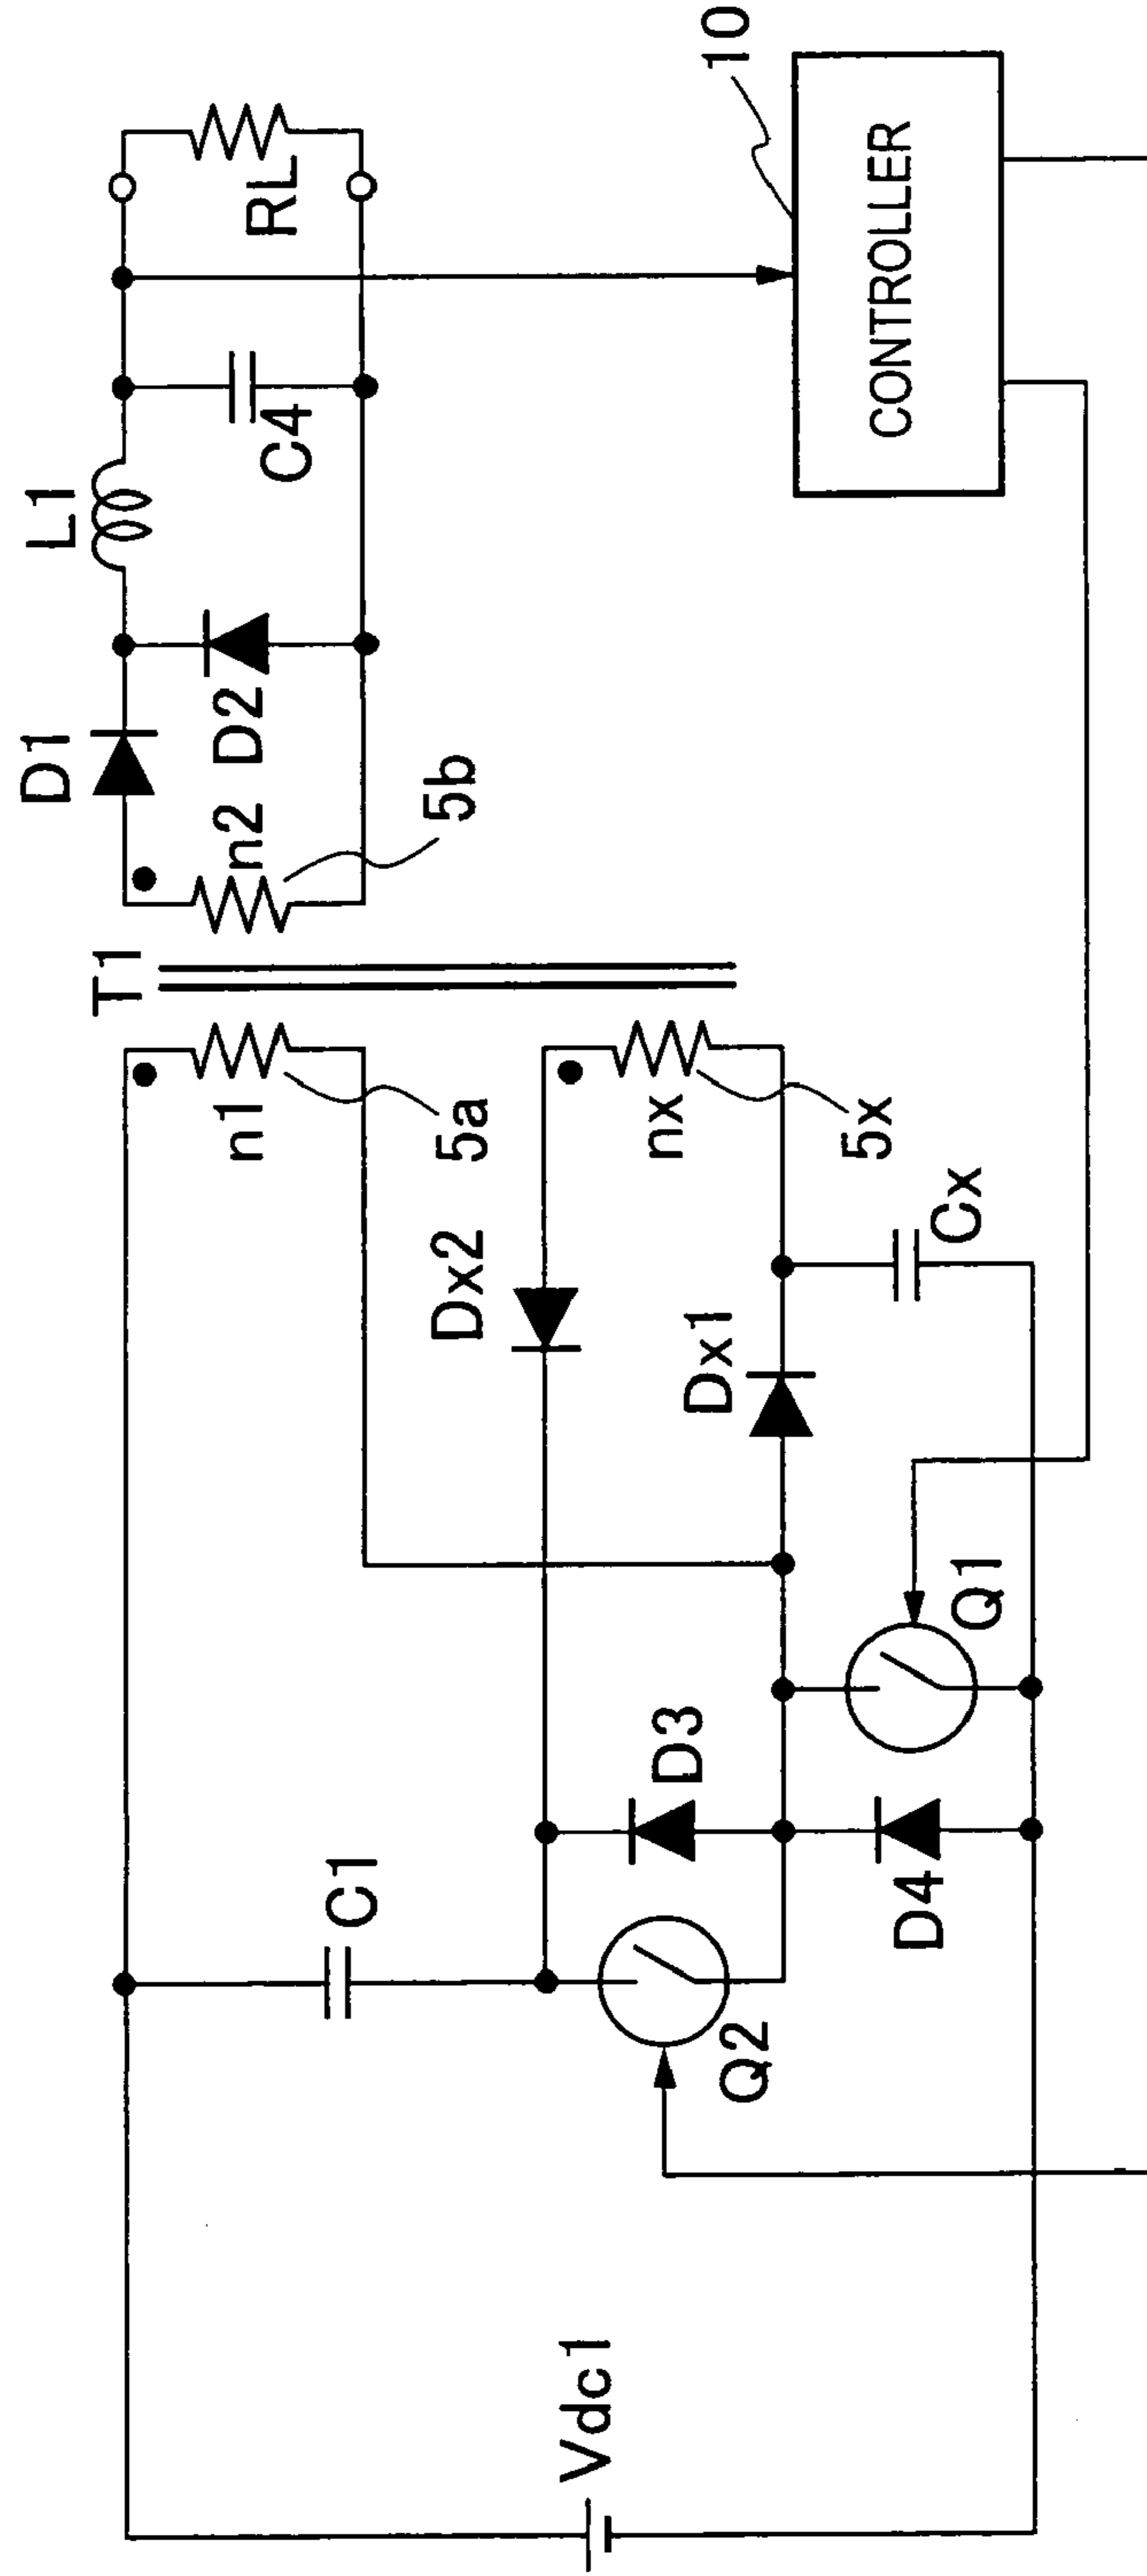 Vdc1
C1
Q2
D3
D4
Q1
Dx2
Dx1
Cx
n1
5a
nx
5x
T1
n2
5b
D1
D2
L1
C4
RL
10
CONTROLLER